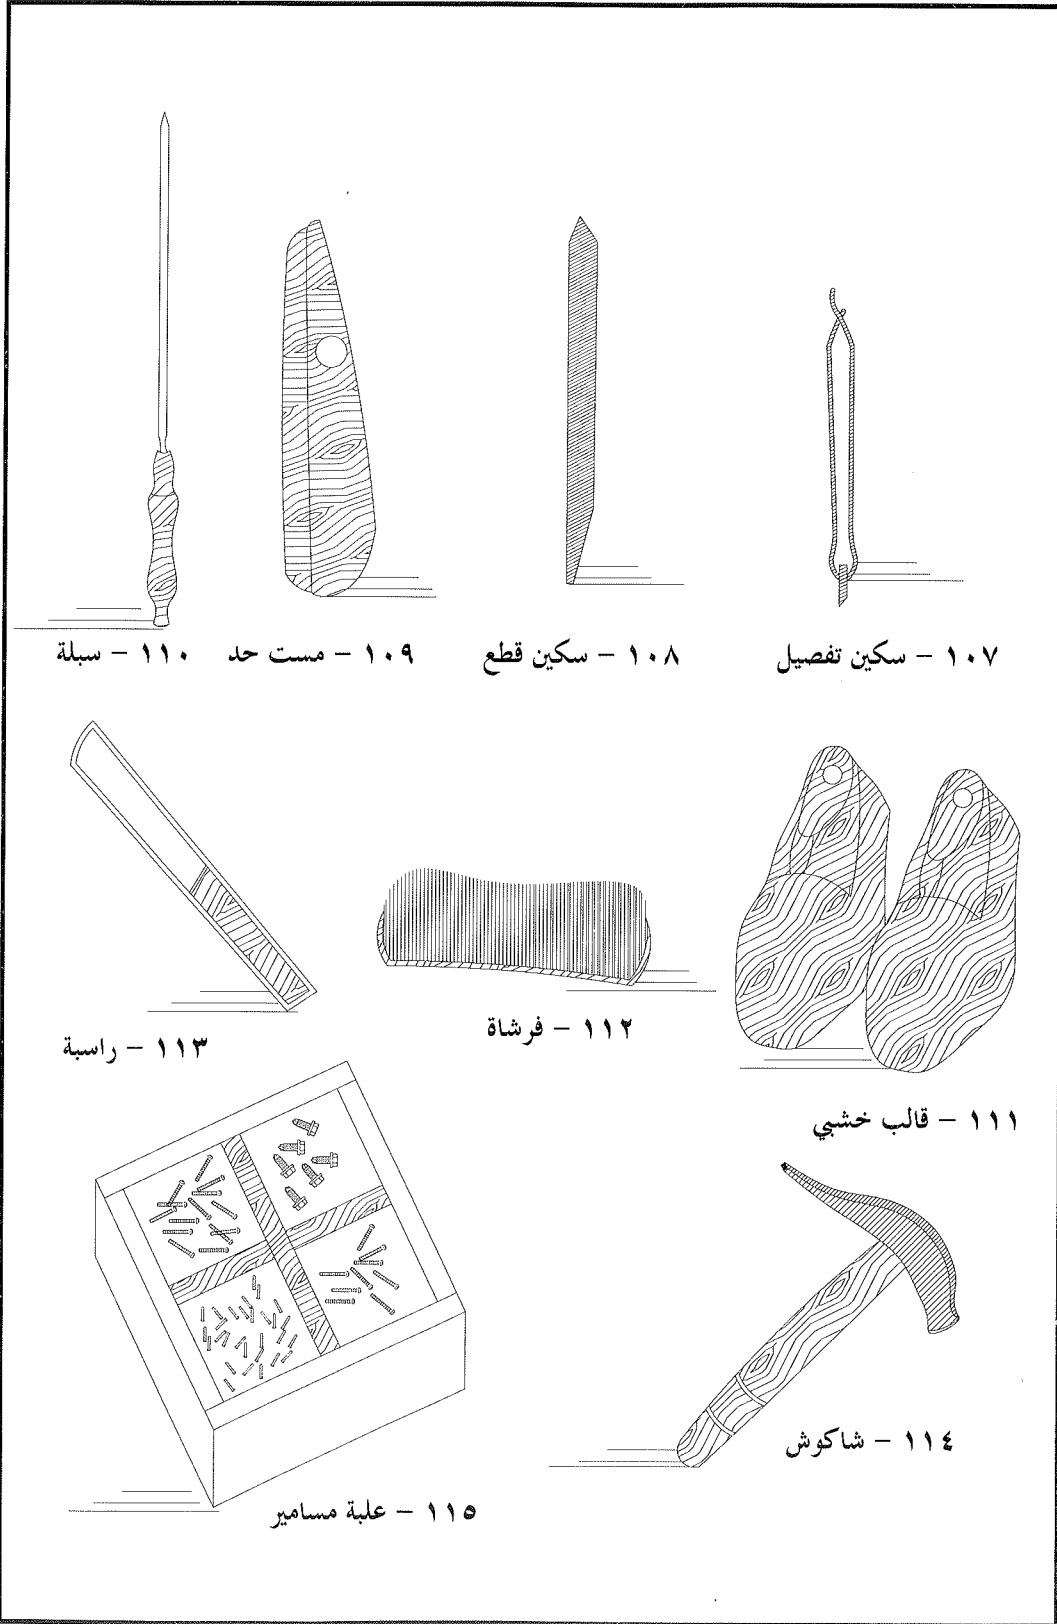 ١٠٧ – سكين تفصيل
١٠٨ – سكين قطع
١٠٩ – مست حد
١١٠ – سبلة
١١١ – قالب خشبي
١١٢ – فرشاة
١١٣ – راسبة
١١٤ – شاكوش
١١٥ – علبة مسامير